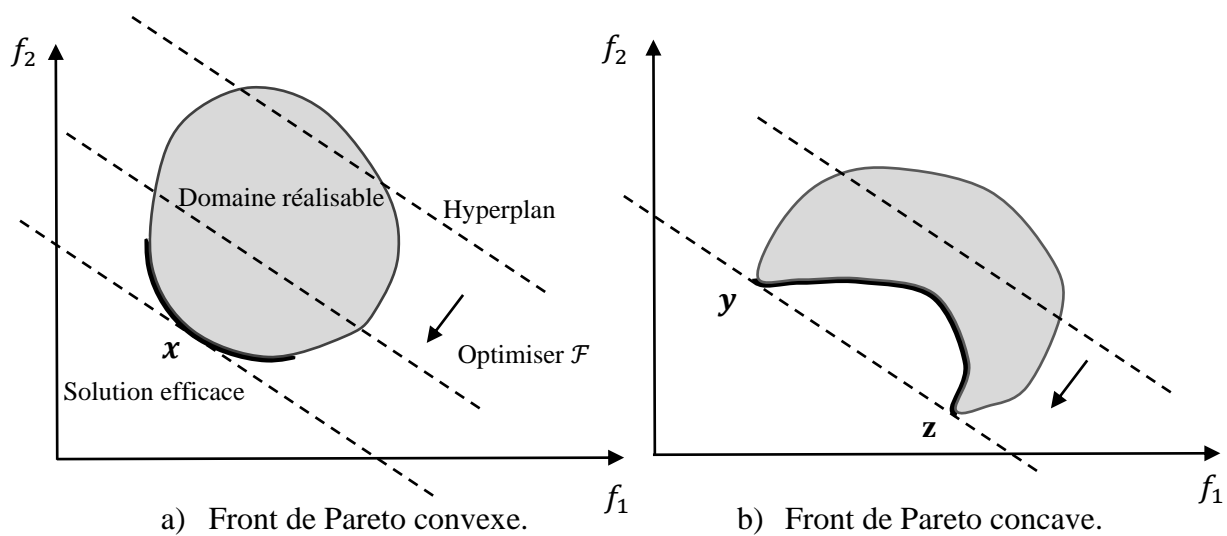 f₂
Domaine réalisable
Hyperplan
x
Optimiser ℱ
Solution efficace
f₁
a) Front de Pareto convexe.
f₂
y
z
f₁
b) Front de Pareto concave.